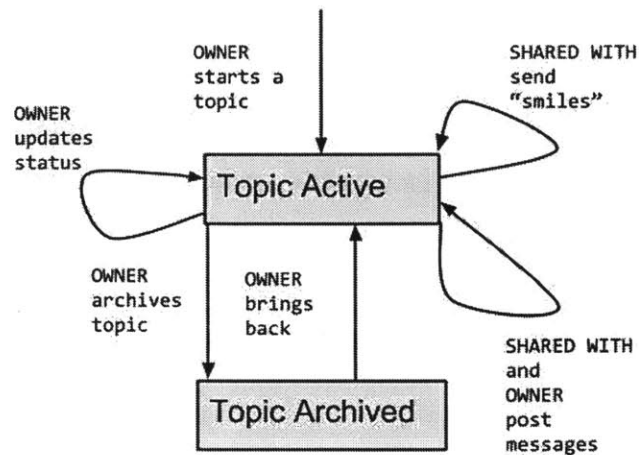 OWNER
starts a
topic
SHARED WITH
send
“smiles”
OWNER
updates
status
Topic Active
OWNER
archives
topic
OWNER
brings
back
SHARED WITH
and
OWNER
post
messages
Topic Archived